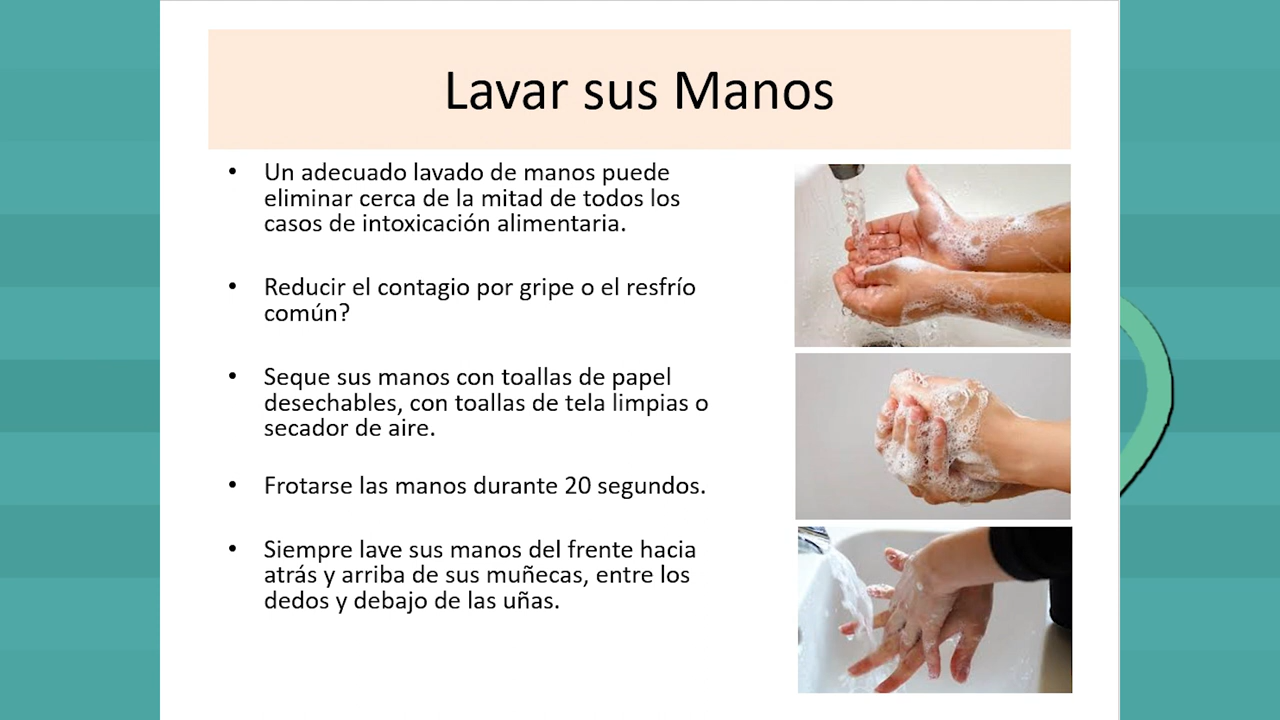 Lavar sus Manos
• Un adecuado lavado de manos puede
eliminar cerca de la mitad de todos los
casos de intoxicación alimentaria.
• Reducir el contagio por gripe o el resfrío
común?
• Seque sus manos con toallas de papel
desechables, con toallas de tela limpias o
secador de aire.
• Frotarse las manos durante 20 segundos.
• Siempre lave sus manos del frente hacia
atrás y arriba de sus muñecas, entre los
dedos y debajo de las uñas.